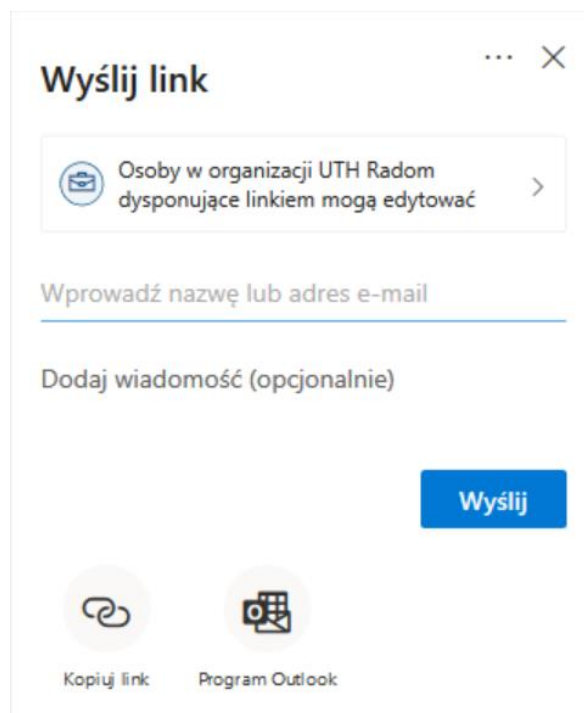 Wyślij link
Osoby w organizacji UTH Radom
dysponujące linkiem mogą edytować
Wprowadź nazwę lub adres e-mail
Dodaj wiadomość (opcjonalnie)
Wyślij
Kopiuj link
Program Outlook